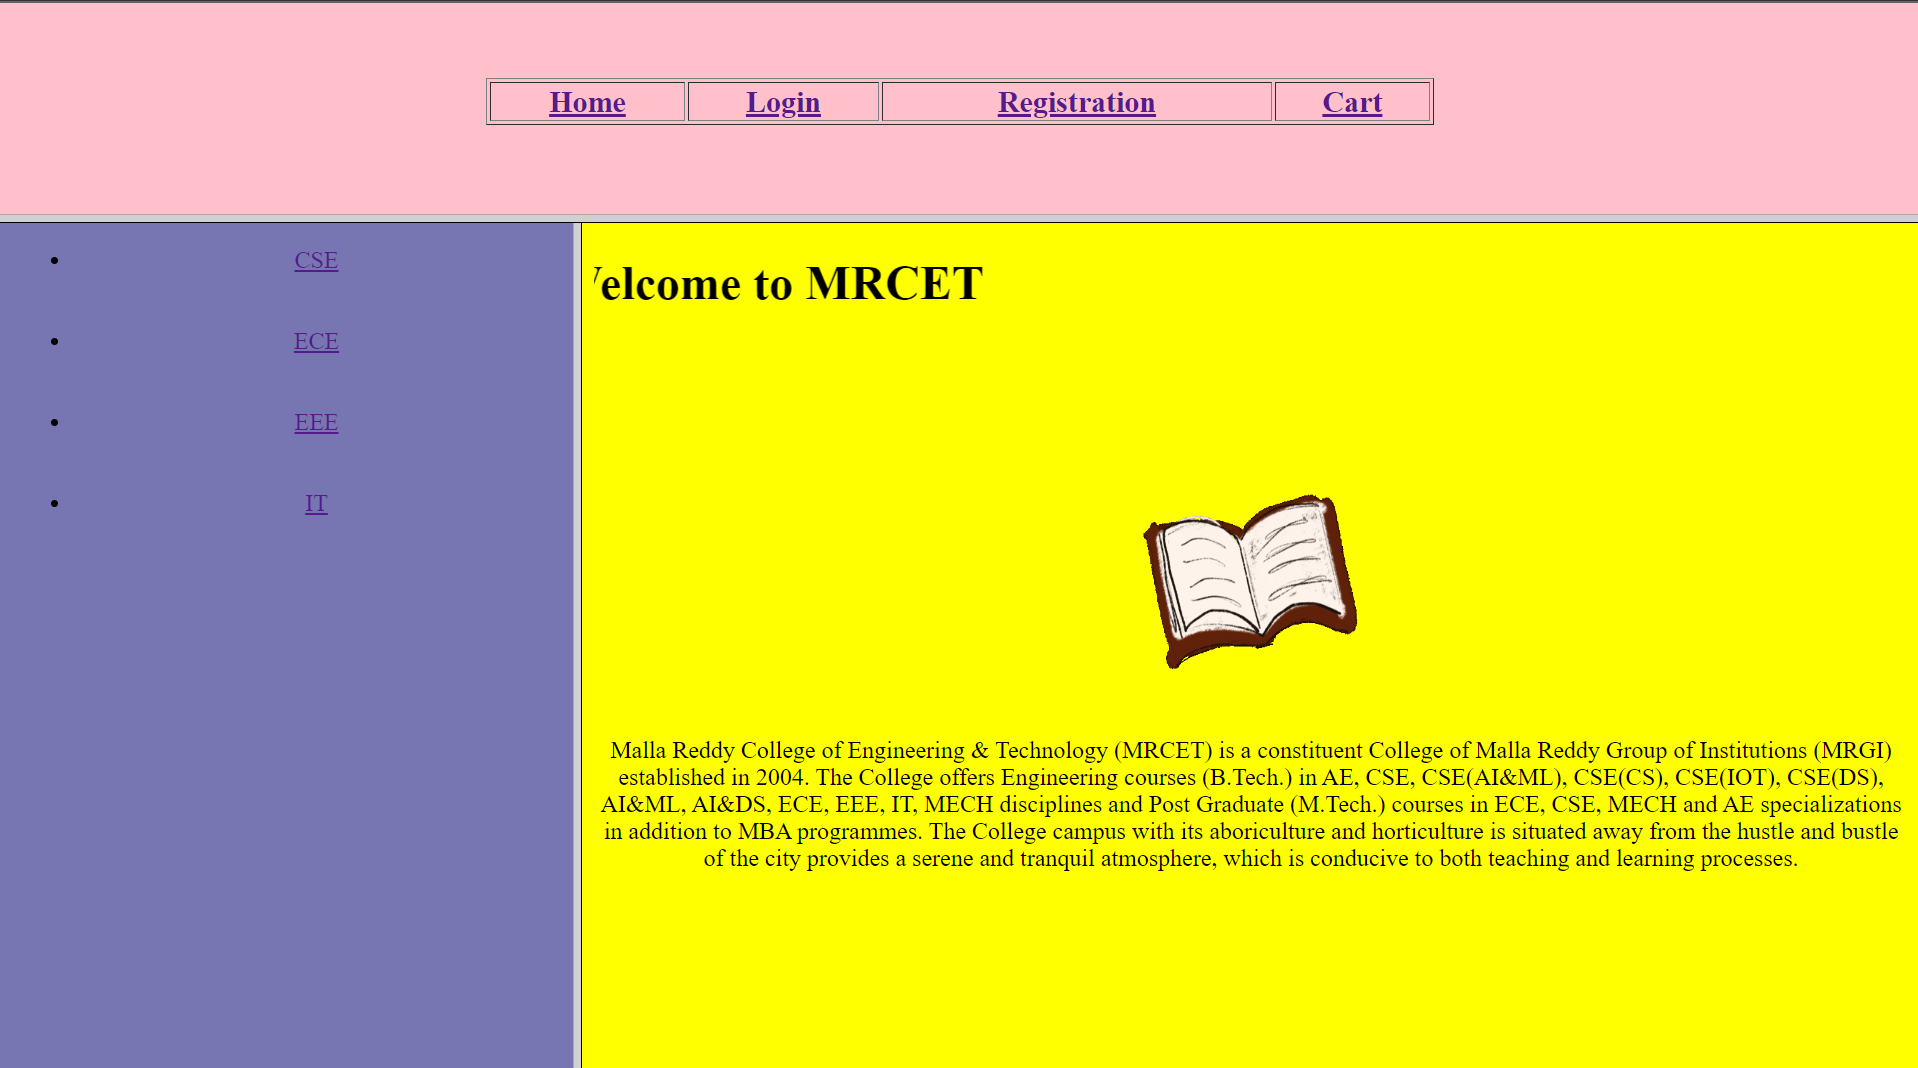 Home Login Registration Cart
CSE
ECE
EEE
IT
elcome to MRCET
Malla Reddy College of Engineering & Technology (MRCET) is a constituent College of Malla Reddy Group of Institutions (MRGI)
established in 2004. The College offers Engineering courses (B.Tech.) in AE, CSE, CSE(AI&ML), CSE(CS), CSE(IOT), CSE(DS),
AI&ML, AI&DS, ECE, EEE, IT, MECH disciplines and Post Graduate (M.Tech.) courses in ECE, CSE, MECH and AE specializations
in addition to MBA programmes. The College campus with its aboriculture and horticulture is situated away from the hustle and bustle
of the city provides a serene and tranquil atmosphere, which is conducive to both teaching and learning processes.